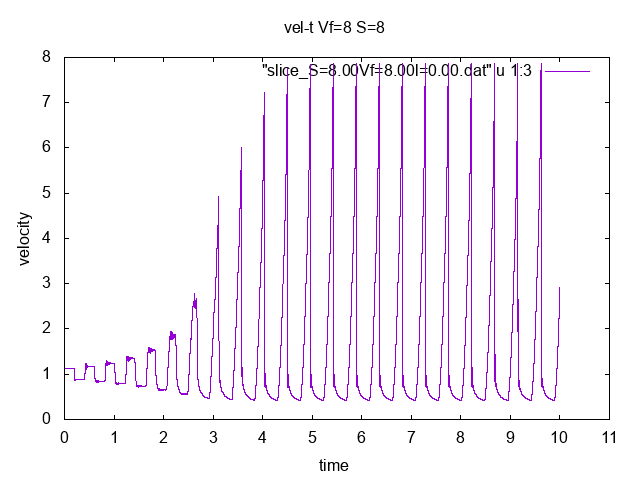 vel-t Vf=8 S=8
"slice_S=8.00Vf=8.00I=0.00.dat" u 1:3
8
7
6
5
4
3
2
1
0
velocity
0 1 2 3 4 5 6 7 8 9 10 11
time